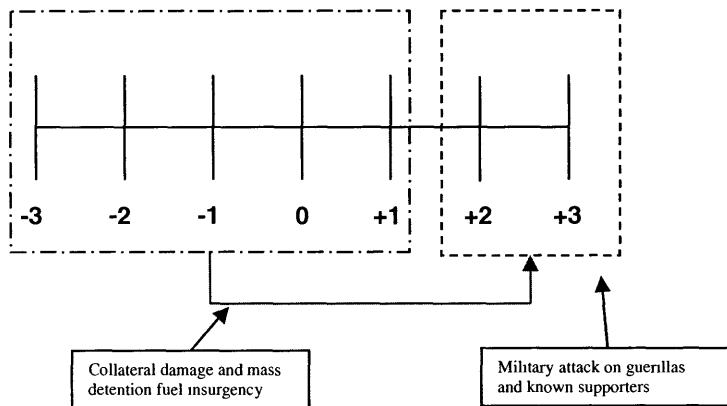 -3 -2 -1 0 +1 +2 +3
Collateral damage and mass
detention fuel insurgency
Military attack on guerillas
and known supporters